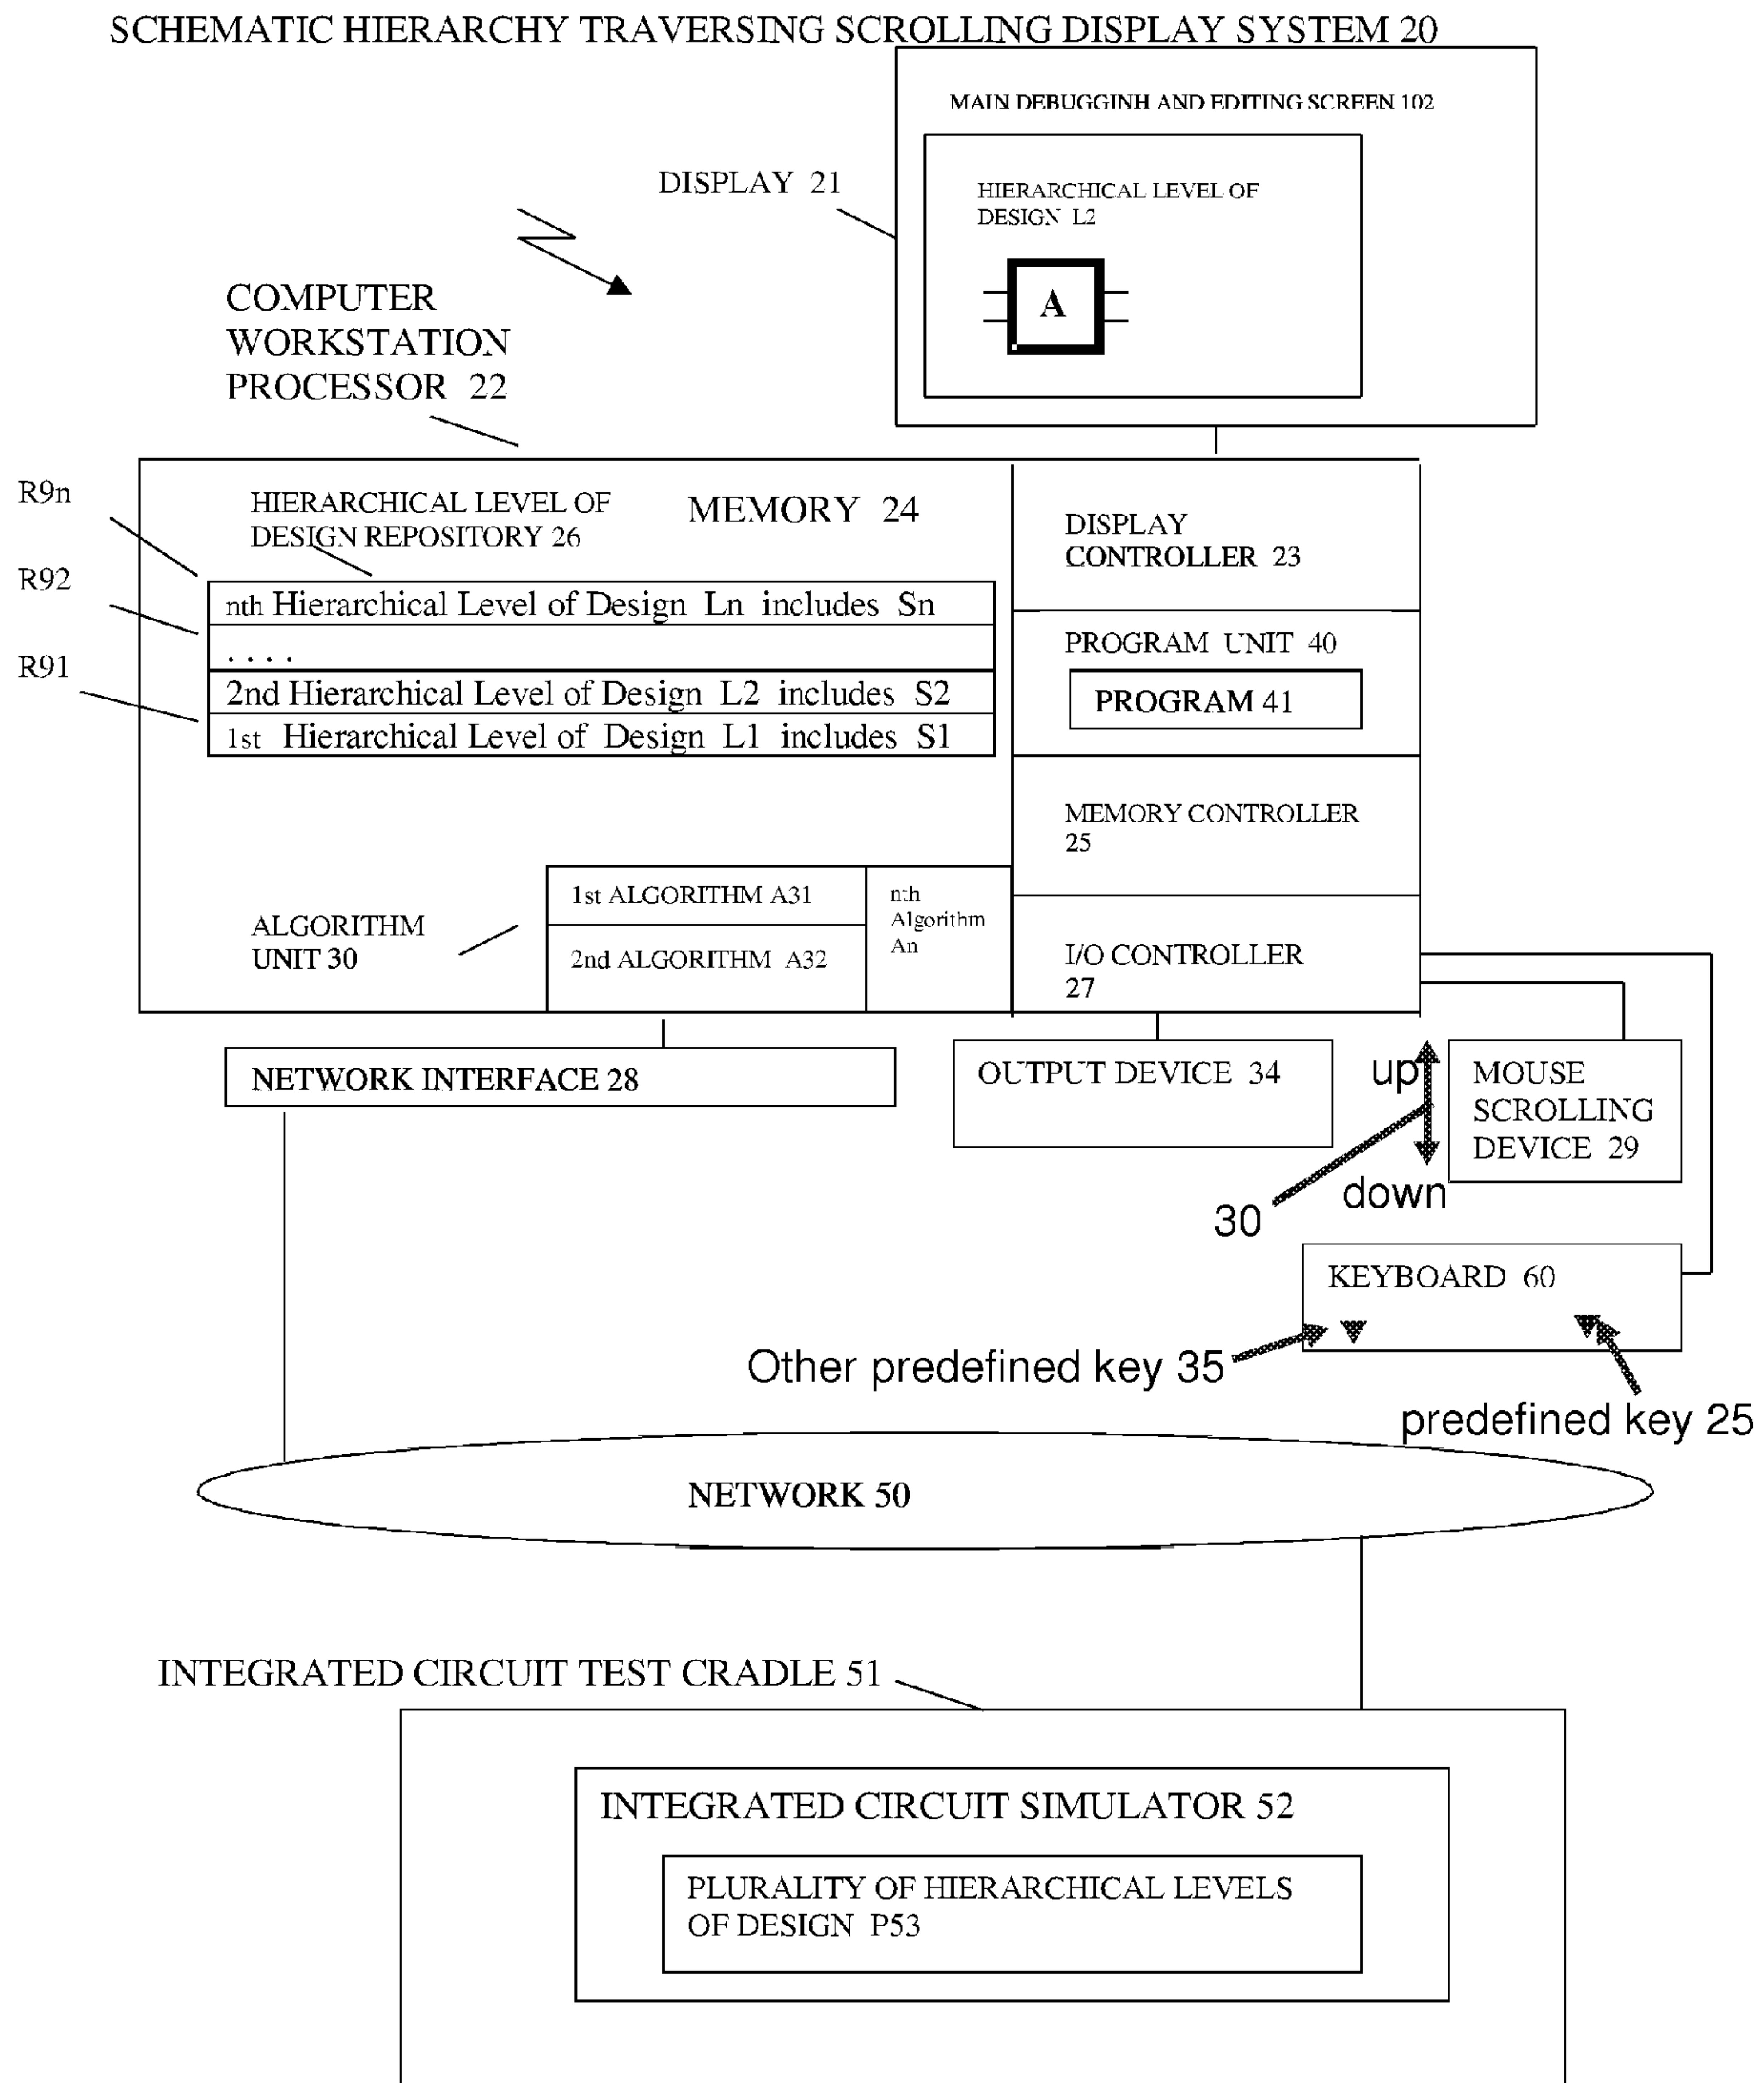 SCHEMATIC HIERARCHY TRAVERSING SCROLLING DISPLAY SYSTEM 20
MAIN DEBUGGINH AND EDITING SCREEN 102
DISPLAY 21
HIERARCHICAL LEVEL OF
DESIGN L2
A
COMPUTER
WORKSTATION
PROCESSOR 22
R9n
R92
R91
HIERARCHICAL LEVEL OF
DESIGN REPOSITORY 26
MEMORY 24
nth Hierarchical Level of Design Ln includes Sn
. . . .
2nd Hierarchical Level of Design L2 includes S2
1st Hierarchical Level of Design L1 includes S1
DISPLAY
CONTROLLER 23
PROGRAM UNIT 40
PROGRAM 41
MEMORY CONTROLLER
25
ALGORITHM
UNIT 30
1st ALGORITHM A31
2nd ALGORITHM A32
nth
Algorithm
An
I/O CONTROLLER
27
NETWORK INTERFACE 28
OUTPUT DEVICE 34
up
down
30
MOUSE
SCROLLING
DEVICE 29
KEYBOARD 60
Other predefined key 35
predefined key 25
NETWORK 50
INTEGRATED CIRCUIT TEST CRADLE 51
INTEGRATED CIRCUIT SIMULATOR 52
PLURALITY OF HIERARCHICAL LEVELS
OF DESIGN P53